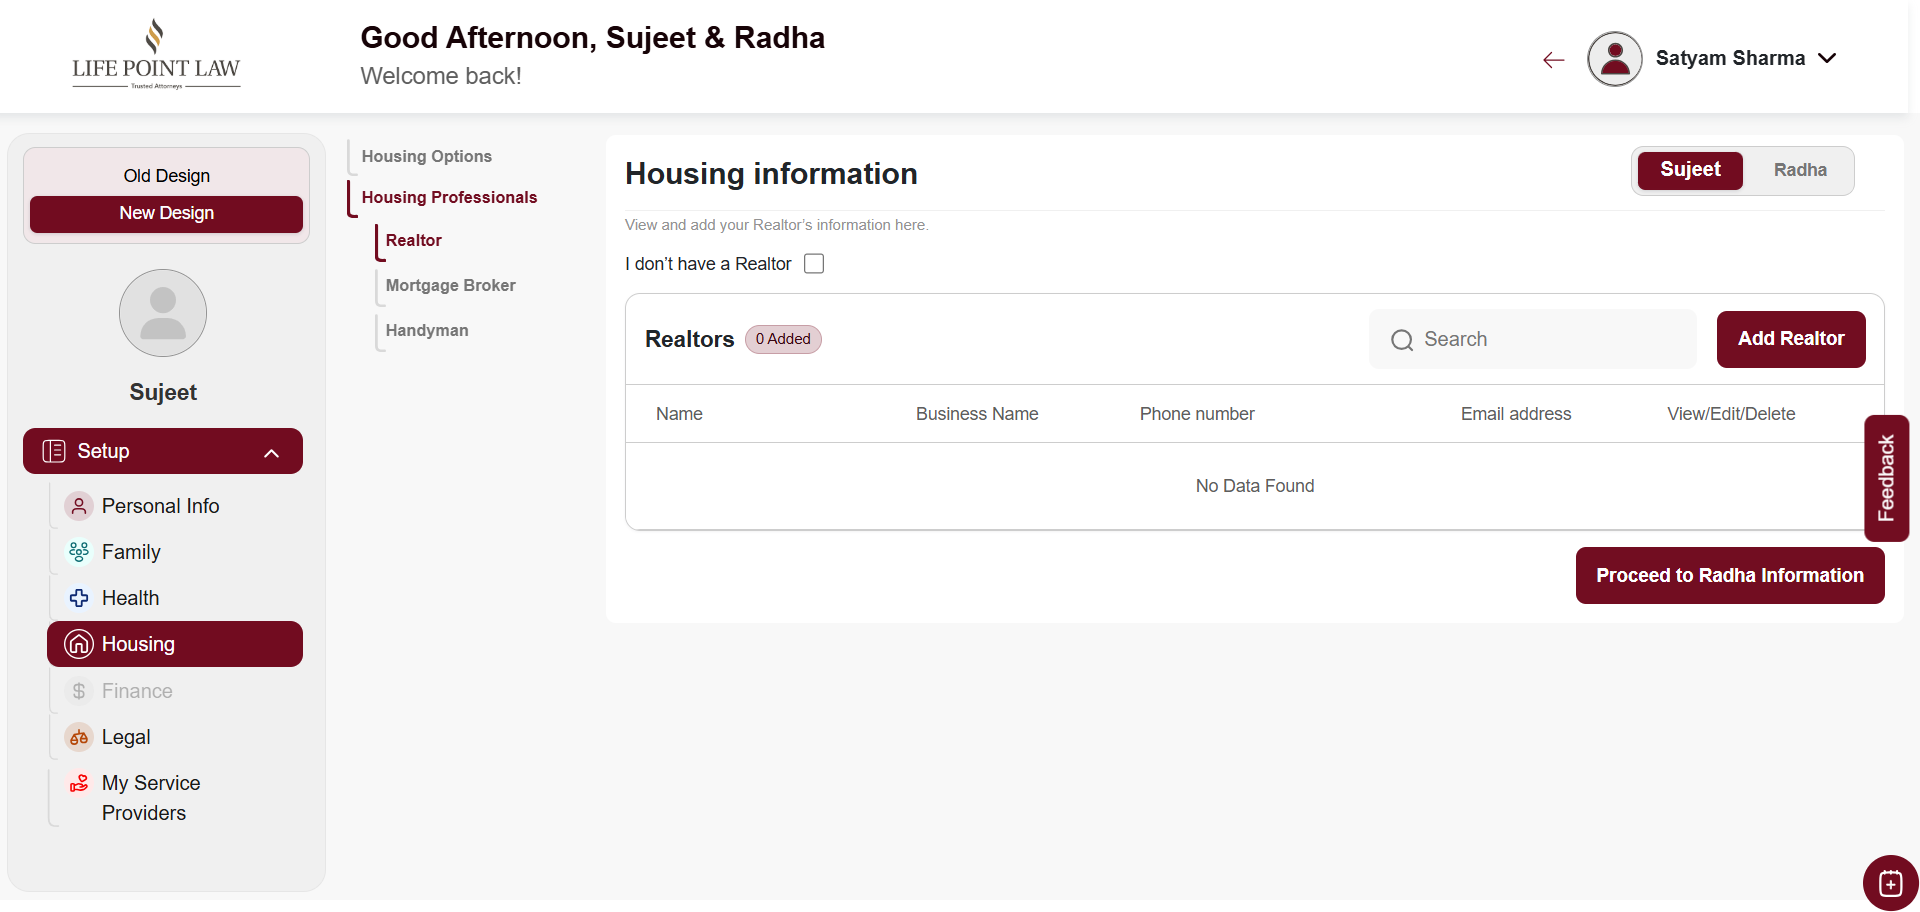 LIFE POINT LAW
Trusted Attorneys
Good Afternoon, Sujeet & Radha
Welcome back!
Satyam Sharma
Old Design
New Design
Sujeet
Setup
Personal Info
Family
Health
Housing
Finance
Legal
My Service
Providers
Housing Options
Housing Professionals
Realtor
Mortgage Broker
Handyman
Housing information
Sujeet
Radha
View and add your Realtor’s information here.
I don’t have a Realtor
Realtors
0 Added
Search
Add Realtor
Name
Business Name
Phone number
Email address
View/Edit/Delete
No Data Found
Feedback
Proceed to Radha Information